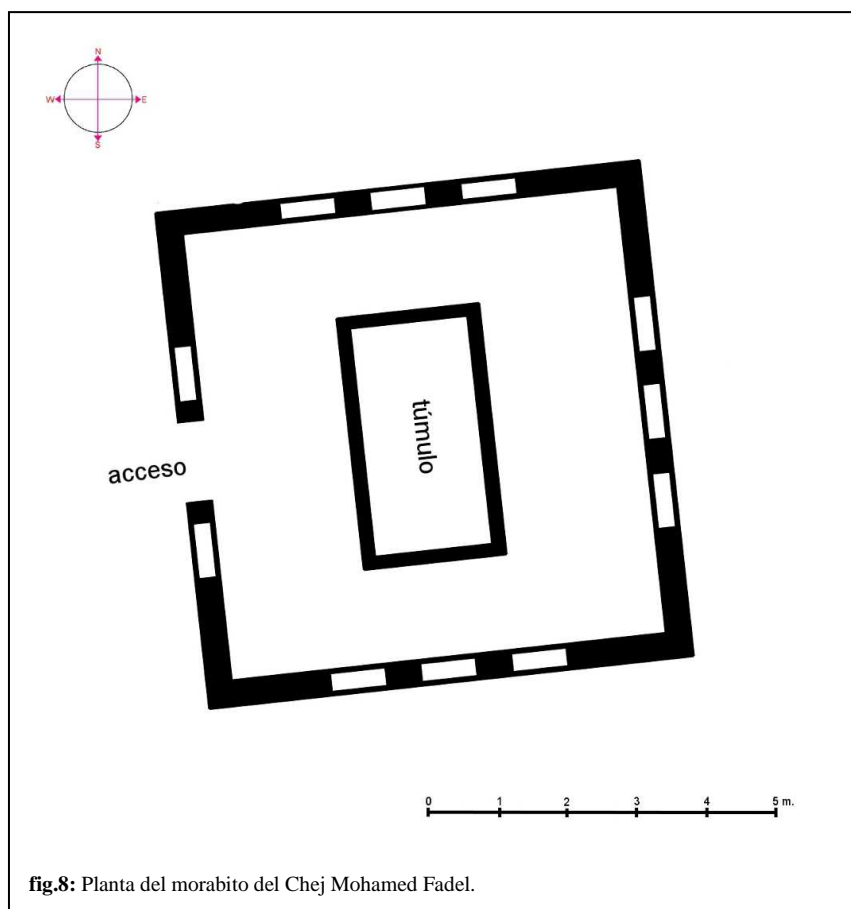 N
W E
S
túmulo
acceso
0 1 2 3 4 5 m.
fig.8: Planta del morabito del Chej Mohamed Fadel.